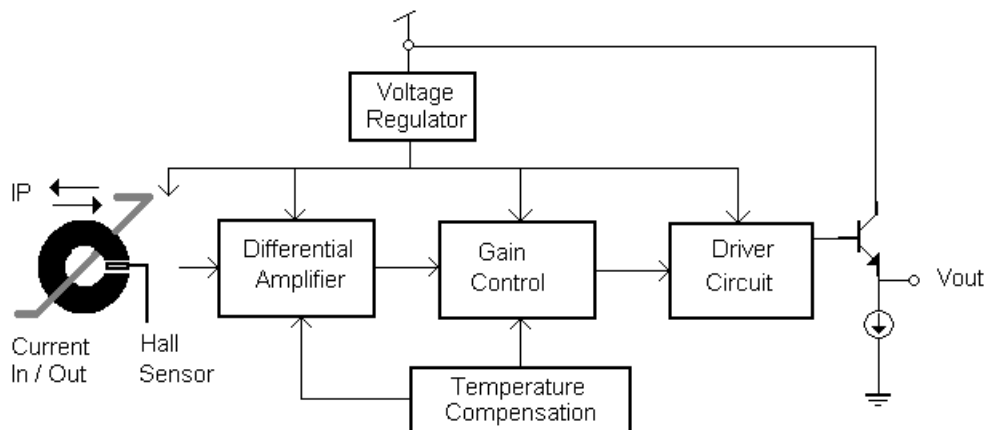 Voltage
Regulator
IP
Differential
Amplifier
Gain
Control
Driver
Circuit
Vout
Current
In / Out
Hall
Sensor
Temperature
Compensation